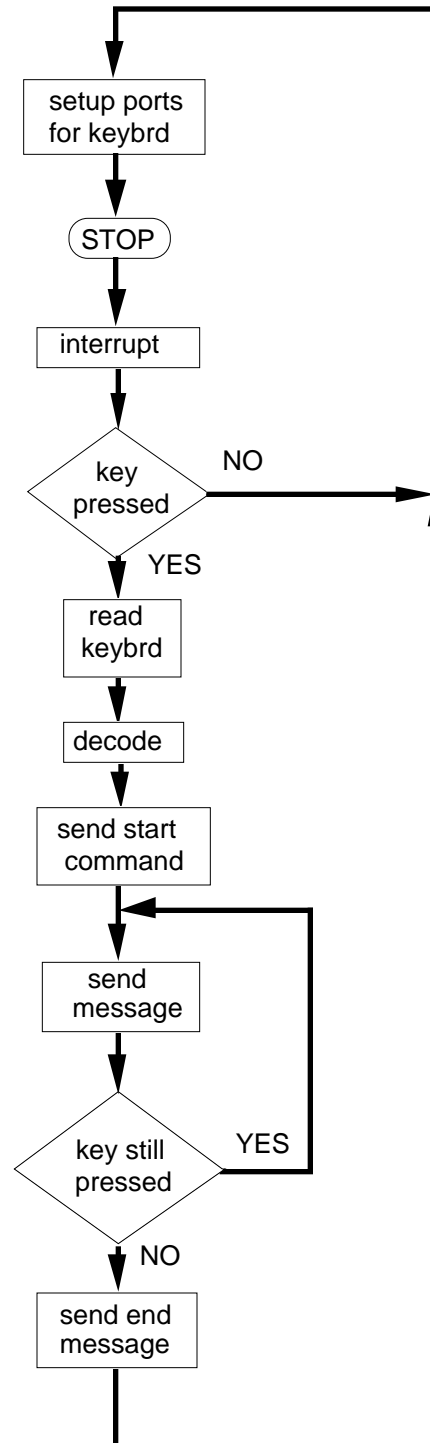 setup ports
for keybrd
STOP
interrupt
key
pressed
NO
YES
read
keybrd
decode
send start
command
send
message
key still
pressed
YES
NO
send end
message